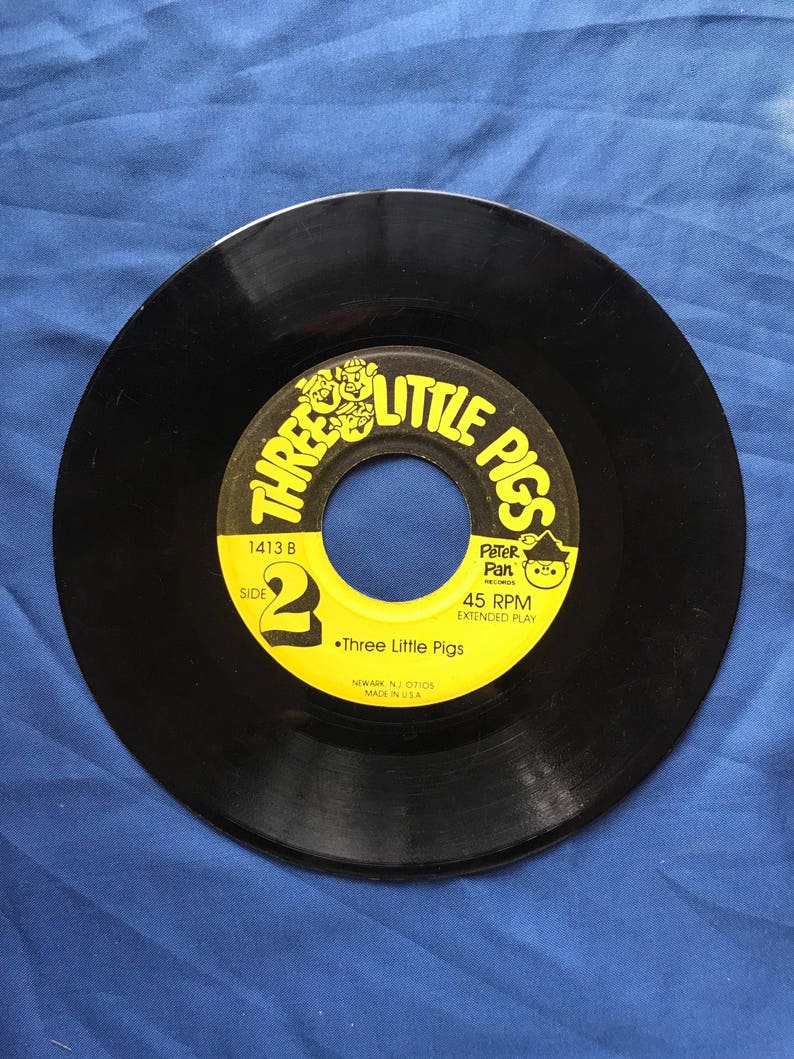 THREE LITTLE PIGS
1413 B
SIDE 2
Peter
Pan®
RECORDS
45 RPM
EXTENDED PLAY
•Three Little Pigs
NEWARK, N.J. 07105
MADE IN U.S.A.